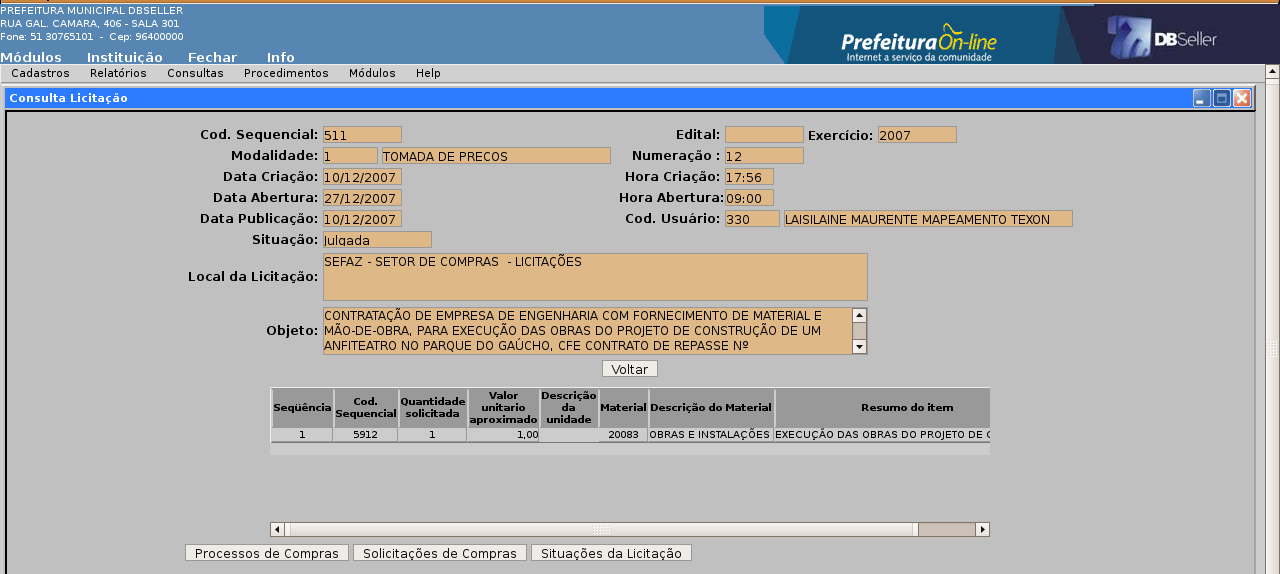 PREFEITURA MUNICIPAL DBSELLER
RUA GAL. CAMARA, 406 - SALA 301
Fone: 51 30765101 - Cep: 96400000
Prefeitura On-line
Internet a serviço da comunidade
DBSeller
Módulos Instituição Fechar Info
Cadastros Relatórios Consultas Procedimentos Módulos Help
Consulta Licitação
Cod. Sequencial: 511 Edital: Exercício: 2007
Modalidade: 1 TOMADA DE PRECOS Numeração : 12
Data Criação: 10/12/2007 Hora Criação: 17:56
Data Abertura: 27/12/2007 Hora Abertura: 09:00
Data Publicação: 10/12/2007 Cod. Usuário: 330 LAISILAINE MAURENTE MAPEAMENTO TEXON
Situação: Julgada
Local da Licitação: SEFAZ - SETOR DE COMPRAS - LICITAÇÕES
Objeto: CONTRATAÇÃO DE EMPRESA DE ENGENHARIA COM FORNECIMENTO DE MATERIAL E
MÃO-DE-OBRA, PARA EXECUÇÃO DAS OBRAS DO PROJETO DE CONSTRUÇÃO DE UM
ANFITEATRO NO PARQUE DO GAÚCHO, CFE CONTRATO DE REPASSE Nº
Voltar
Seqüência Cod. Sequencial Quantidade solicitada Valor unitario aproximado Descrição da unidade Material Descrição do Material Resumo do item
1 5912 1 1,00 20083 OBRAS E INSTALAÇÕES EXECUÇÃO DAS OBRAS DO PROJETO DE C
Processos de Compras Solicitações de Compras Situações da Licitação